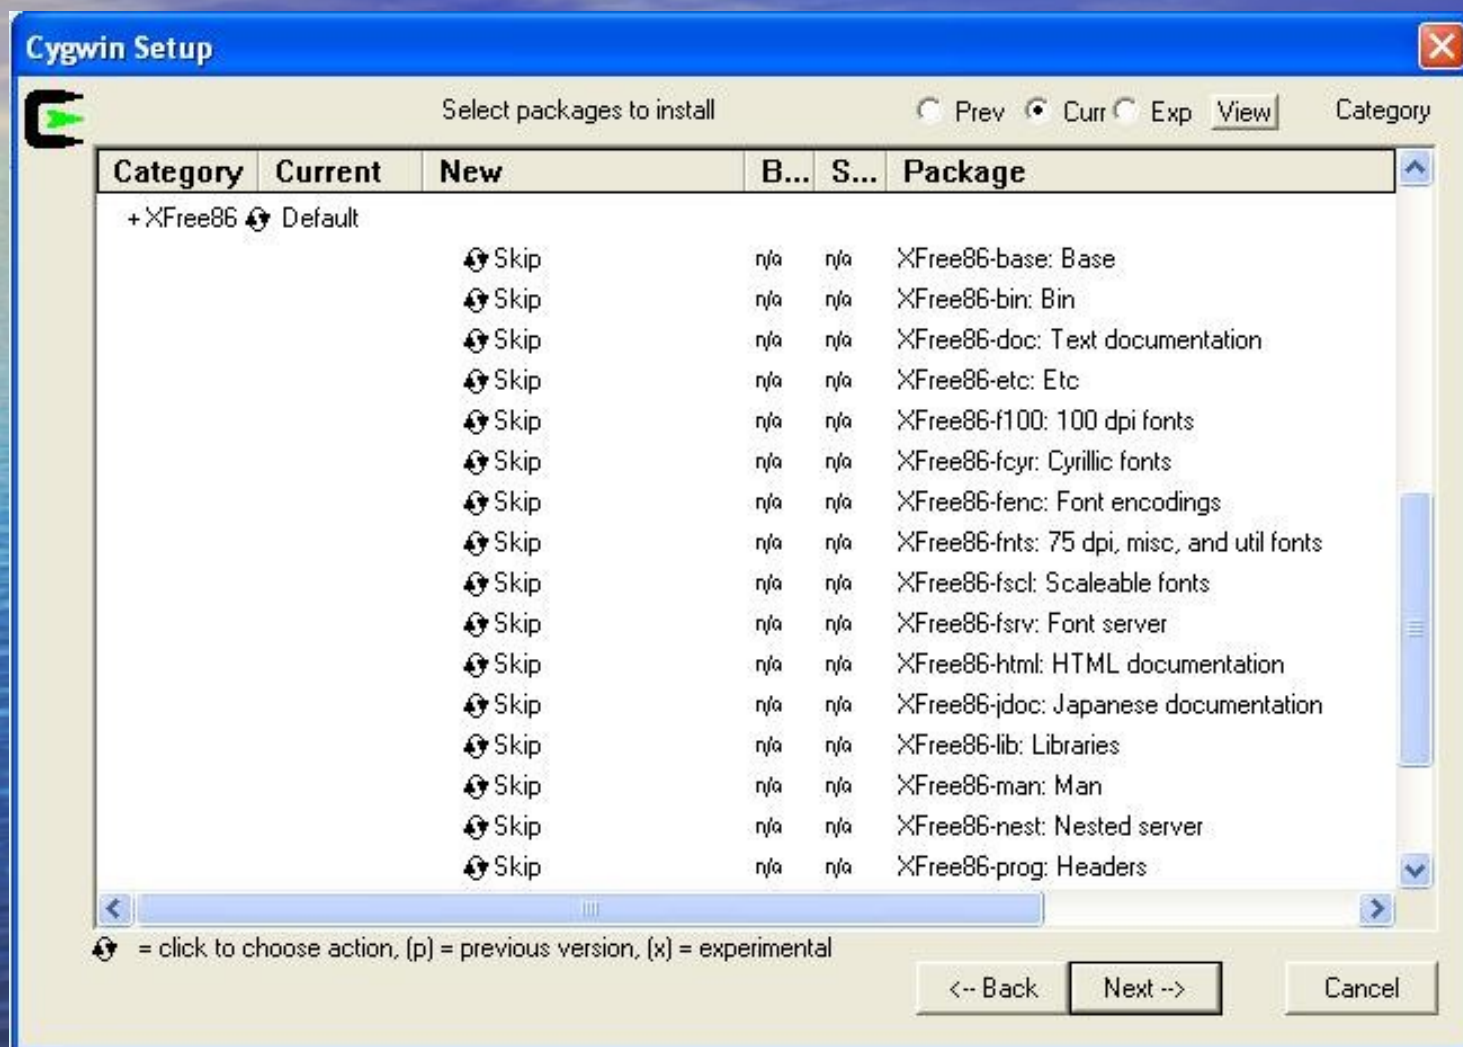 Cygwin Setup
Select packages to install Prev Curr Exp View Category
Category Current New B... S... Package
+ XFree86 Default
Skip n/a n/a XFree86-base: Base
Skip n/a n/a XFree86-bin: Bin
Skip n/a n/a XFree86-doc: Text documentation
Skip n/a n/a XFree86-etc: Etc
Skip n/a n/a XFree86-f100: 100 dpi fonts
Skip n/a n/a XFree86-fcyr: Cyrillic fonts
Skip n/a n/a XFree86-fenc: Font encodings
Skip n/a n/a XFree86-fnts: 75 dpi, misc, and util fonts
Skip n/a n/a XFree86-fscl: Scaleable fonts
Skip n/a n/a XFree86-fsrv: Font server
Skip n/a n/a XFree86-html: HTML documentation
Skip n/a n/a XFree86-jdoc: Japanese documentation
Skip n/a n/a XFree86-lib: Libraries
Skip n/a n/a XFree86-man: Man
Skip n/a n/a XFree86-nest: Nested server
Skip n/a n/a XFree86-prog: Headers
= click to choose action, (p) = previous version, (x) = experimental
<-- Back Next --> Cancel